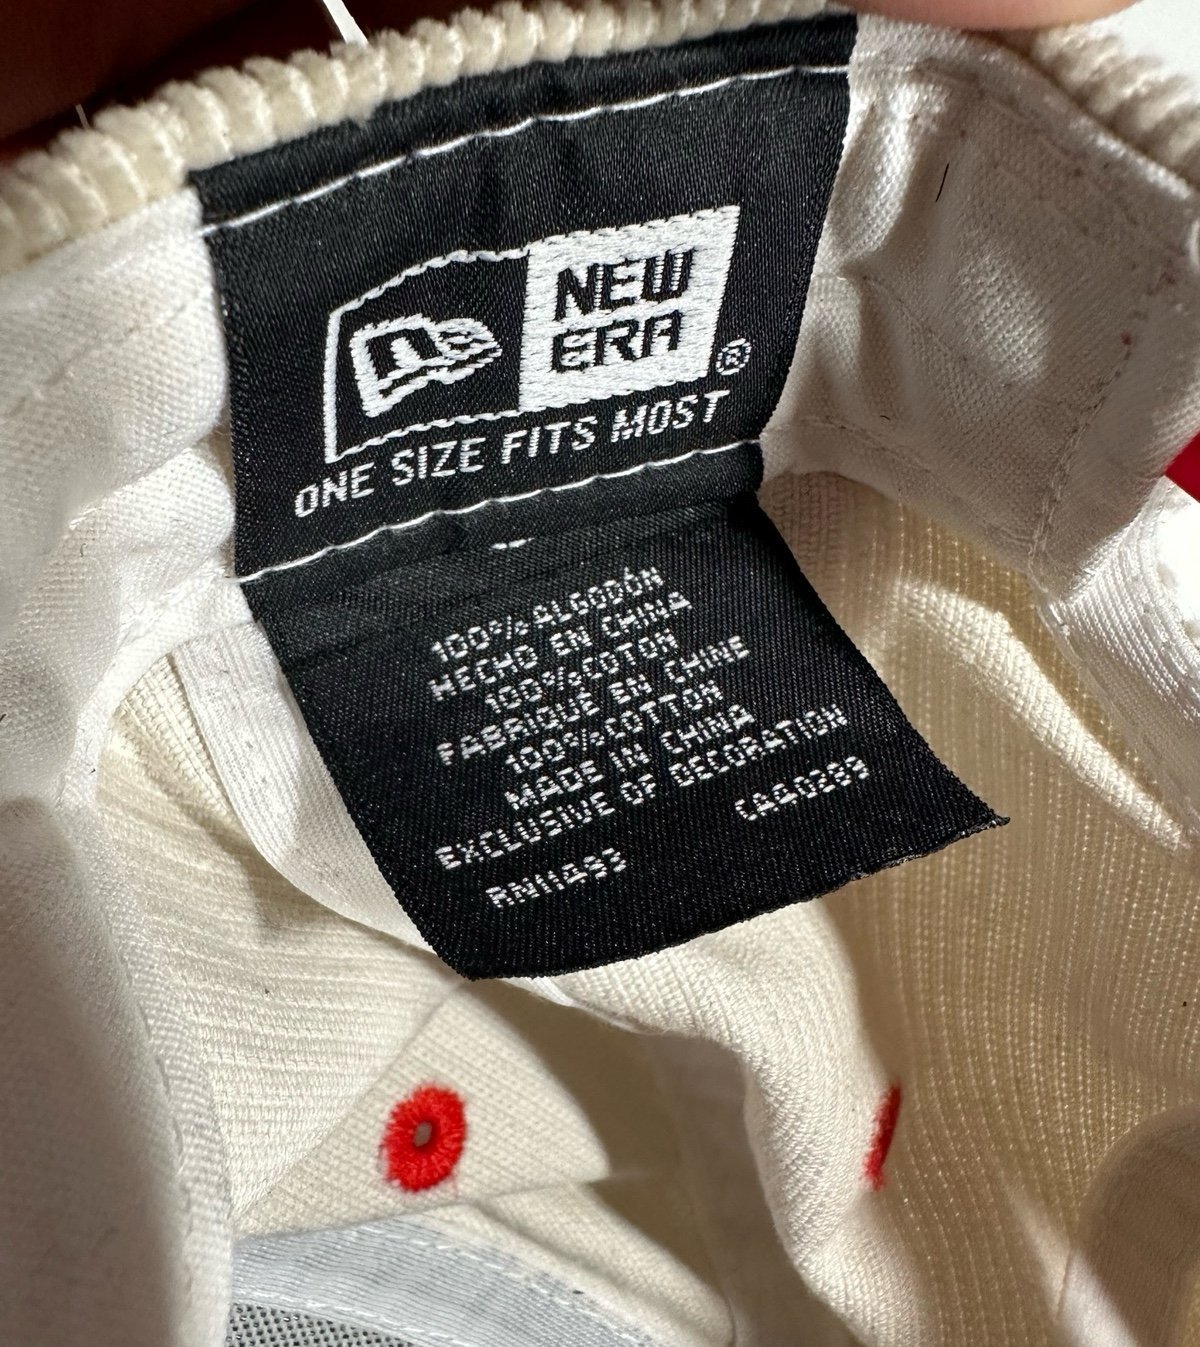 NEW
ERA
®
ONE SIZE FITS MOST
100% ALGODÓN
HECHO EN CHINA
100% COTON
FABRIQUÉ EN CHINE
100% COTTON
MADE IN CHINA
EXCLUSIVE OF DECORATION
RN11493 CA40289